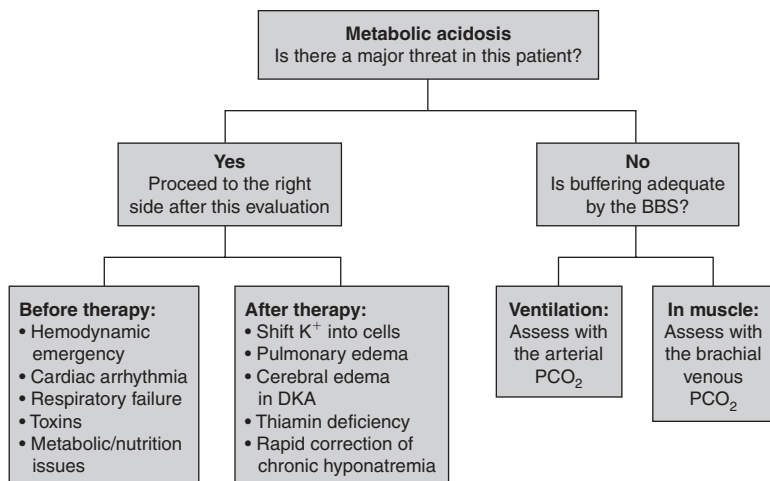 Metabolic acidosis
Is there a major threat in this patient?
Yes
Proceed to the right
side after this evaluation
No
Is buffering adequate
by the BBS?
Before therapy:
• Hemodynamic
emergency
• Cardiac arrhythmia
• Respiratory failure
• Toxins
• Metabolic/nutrition
issues
After therapy:
• Shift K⁺ into cells
• Pulmonary edema
• Cerebral edema
in DKA
• Thiamin deficiency
• Rapid correction of
chronic hyponatremia
Ventilation:
Assess with
the arterial
PCO₂
In muscle:
Assess with
the brachial
venous
PCO₂